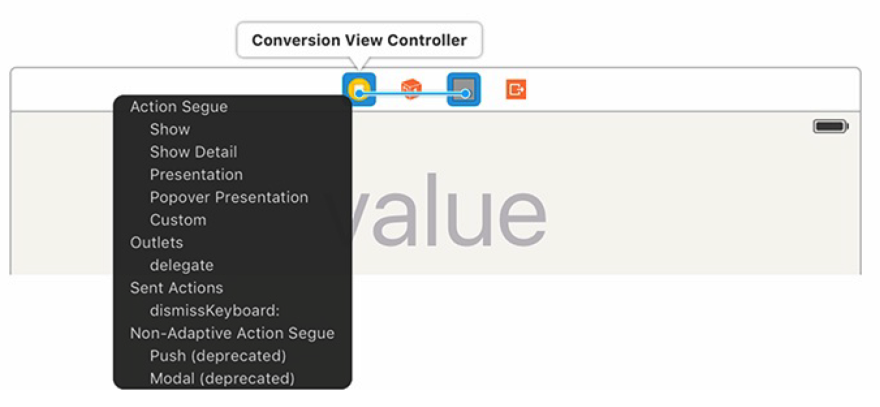 Conversion View Controller
Action Segue
Show
Show Detail
Presentation
Popover Presentation
Custom
value
Outlets
delegate
Sent Actions
dismissKeyboard:
Non-Adaptive Action Segue
Push (deprecated)
Modal (deprecated)